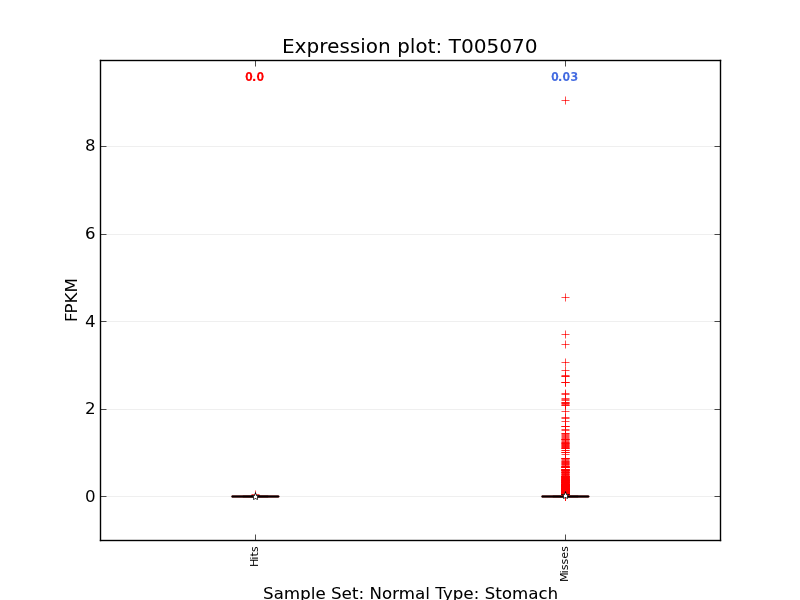 Expression plot: T005070
0.0
0.03
8
6
4
2
0
FPKM
Hits
Misses
Sample Set: Normal Type: Stomach